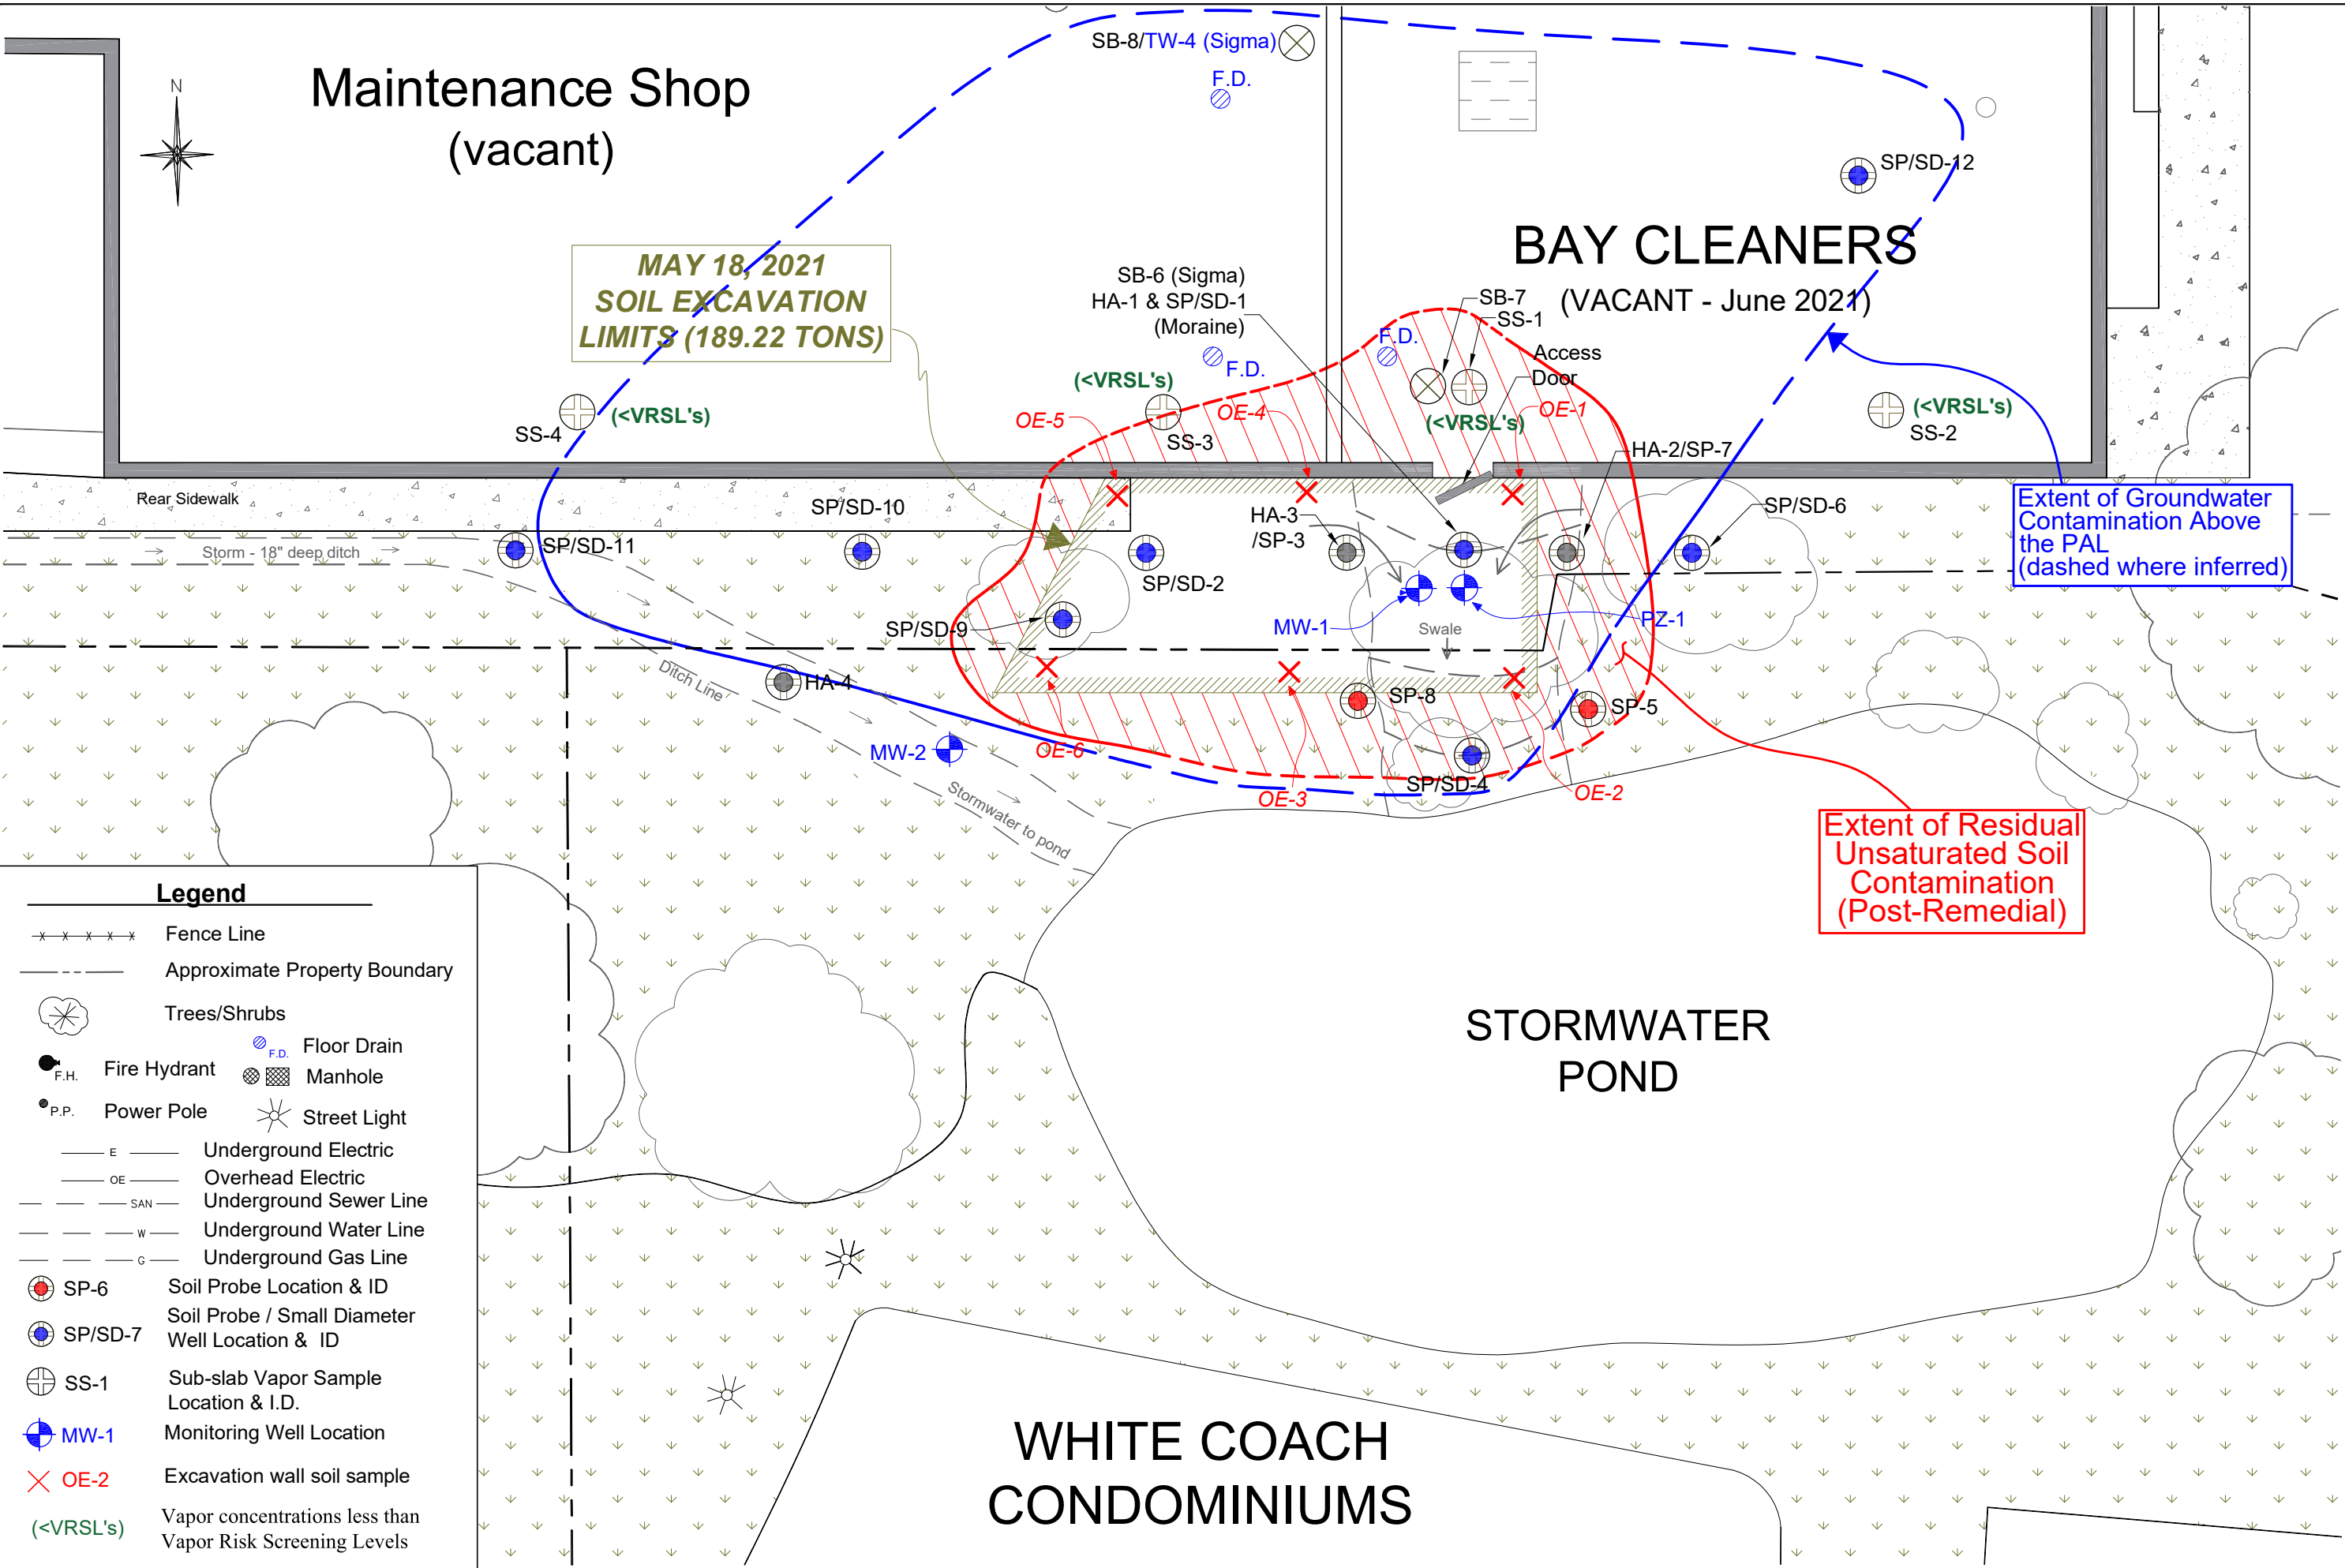 SB-8/TW-4 (Sigma)
F.D.
N
Maintenance Shop
(vacant)
SP/SD-12
BAY CLEANERS
(VACANT - June 2021)
MAY 18, 2021
SOIL EXCAVATION
LIMITS (189.22 TONS)
SB-6 (Sigma)
HA-1 & SP/SD-1
(Moraine)
SB-7
SS-1
F.D.
F.D.
Access
Door
(<VRSL's)
(<VRSL's)
(<VRSL's)
(<VRSL's)
OE-5
OE-4
OE-1
SS-4
SS-3
SS-2
HA-2/SP-7
Rear Sidewalk
SP/SD-10
HA-3
/SP-3
SP/SD-6
Extent of Groundwater
Contamination Above
the PAL
(dashed where inferred)
Storm - 18" deep ditch
SP/SD-11
SP/SD-2
SP/SD-9
MW-1
Swale
PZ-1
Ditch Line
HA-4
SP-8
SP-5
MW-2
OE-6
SP/SD-4
OE-3
OE-2
Stormwater to pond
Extent of Residual
Unsaturated Soil
Contamination
(Post-Remedial)
STORMWATER
POND
WHITE COACH
CONDOMINIUMS
Legend
Fence Line
Approximate Property Boundary
Trees/Shrubs
F.D. Floor Drain
F.H. Fire Hydrant
Manhole
P.P. Power Pole
Street Light
E Underground Electric
OE Overhead Electric
SAN Underground Sewer Line
W Underground Water Line
G Underground Gas Line
SP-6 Soil Probe Location & ID
SP/SD-7 Soil Probe / Small Diameter
Well Location & ID
SS-1 Sub-slab Vapor Sample
Location & I.D.
MW-1 Monitoring Well Location
OE-2 Excavation wall soil sample
(<VRSL's) Vapor concentrations less than
Vapor Risk Screening Levels